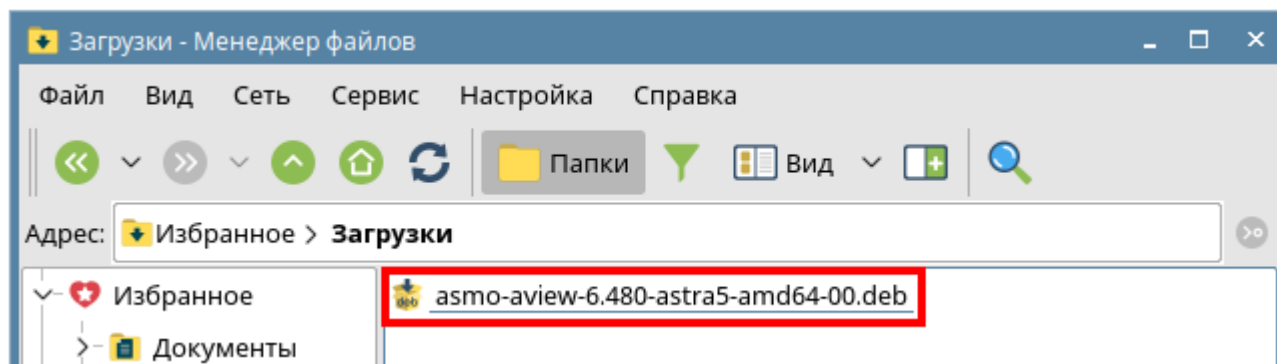 Загрузки - Менеджер файлов
Файл Вид Сеть Сервис Настройка Справка
Папки Вид
Адрес: Избранное > Загрузки
Избранное deb asmo-aview-6.480-astra5-amd64-00.deb
Документы